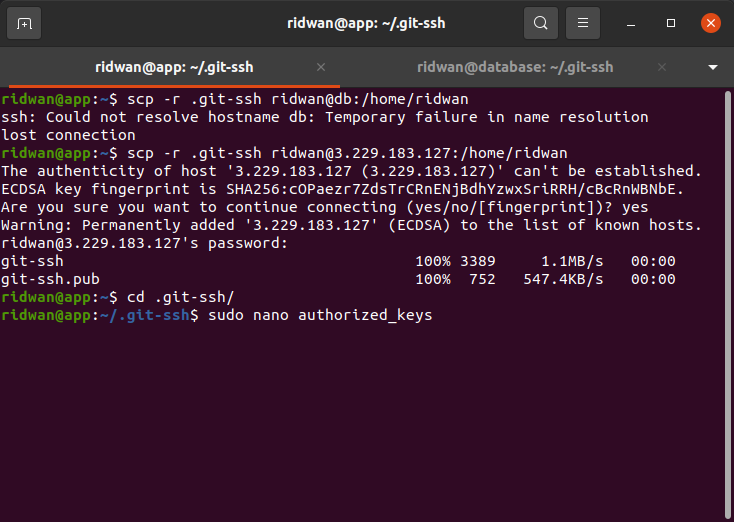 ridwan@app: ~/.git-ssh
ridwan@app: ~/.git-ssh × ridwan@database: ~/.git-ssh ×
ridwan@app:~$ scp -r .git-ssh ridwan@db:/home/ridwan
ssh: Could not resolve hostname db: Temporary failure in name resolution
lost connection
ridwan@app:~$ scp -r .git-ssh ridwan@3.229.183.127:/home/ridwan
The authenticity of host '3.229.183.127 (3.229.183.127)' can't be established.
ECDSA key fingerprint is SHA256:cOPaezr7ZdsTrCRnENjBdhYzwxSriRRH/cBcRnWBNbE.
Are you sure you want to continue connecting (yes/no/[fingerprint])? yes
Warning: Permanently added '3.229.183.127' (ECDSA) to the list of known hosts.
ridwan@3.229.183.127's password:
git-ssh 100% 3389 1.1MB/s 00:00
git-ssh.pub 100% 752 547.4KB/s 00:00
ridwan@app:~$ cd .git-ssh/
ridwan@app:~/.git-ssh$ sudo nano authorized_keys